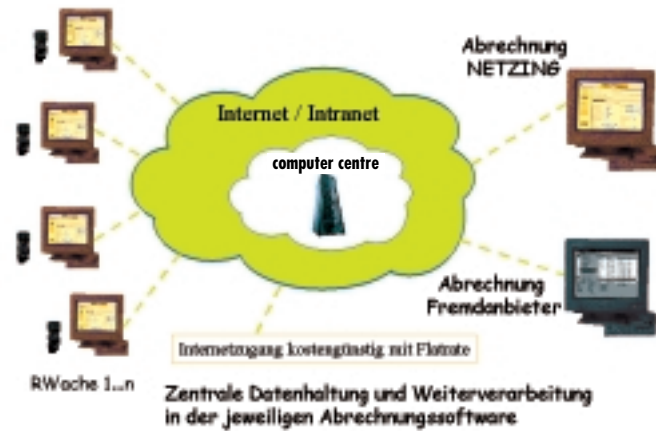 Abrechnung
NETZING
Internet / Intranet
computer centre
Abrechnung
Fremdanbieter
Internetzugang kostengünstig mit Flatrate
RWache 1...n
Zentrale Datenhaltung und Weiterverarbeitung
in der jeweiligen Abrechnungssoftware